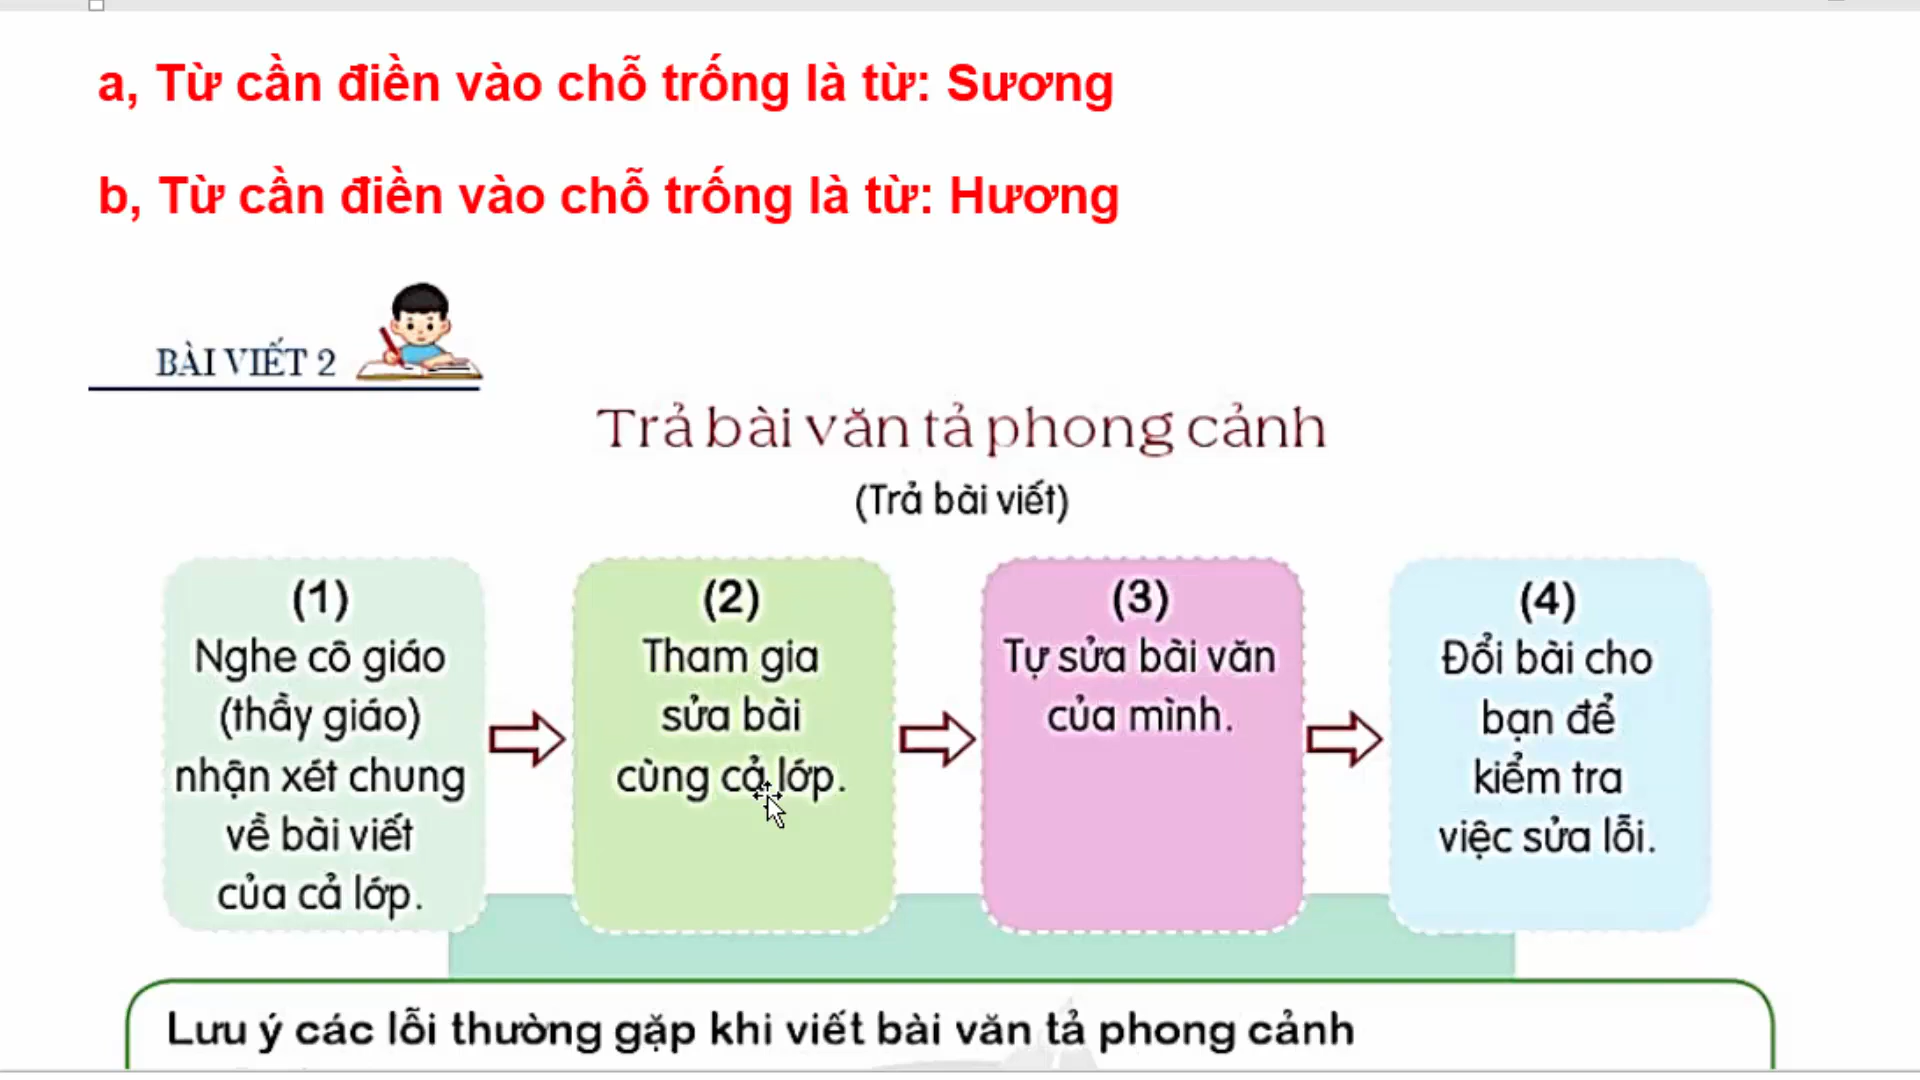 a, Từ cần điền vào chỗ trống là từ: Sương
b, Từ cần điền vào chỗ trống là từ: Hương
BÀI VIẾT 2
Trả bài văn tả phong cảnh
(Trả bài viết)
(1)
Nghe cô giáo
(thầy giáo)
nhận xét chung
về bài viết
của cả lớp.
(2)
Tham gia
sửa bài
cùng cả lớp.
(3)
Tự sửa bài văn
của mình.
(4)
Đổi bài cho
bạn để
kiểm tra
việc sửa lỗi.
Lưu ý các lỗi thường gặp khi viết bài văn tả phong cảnh